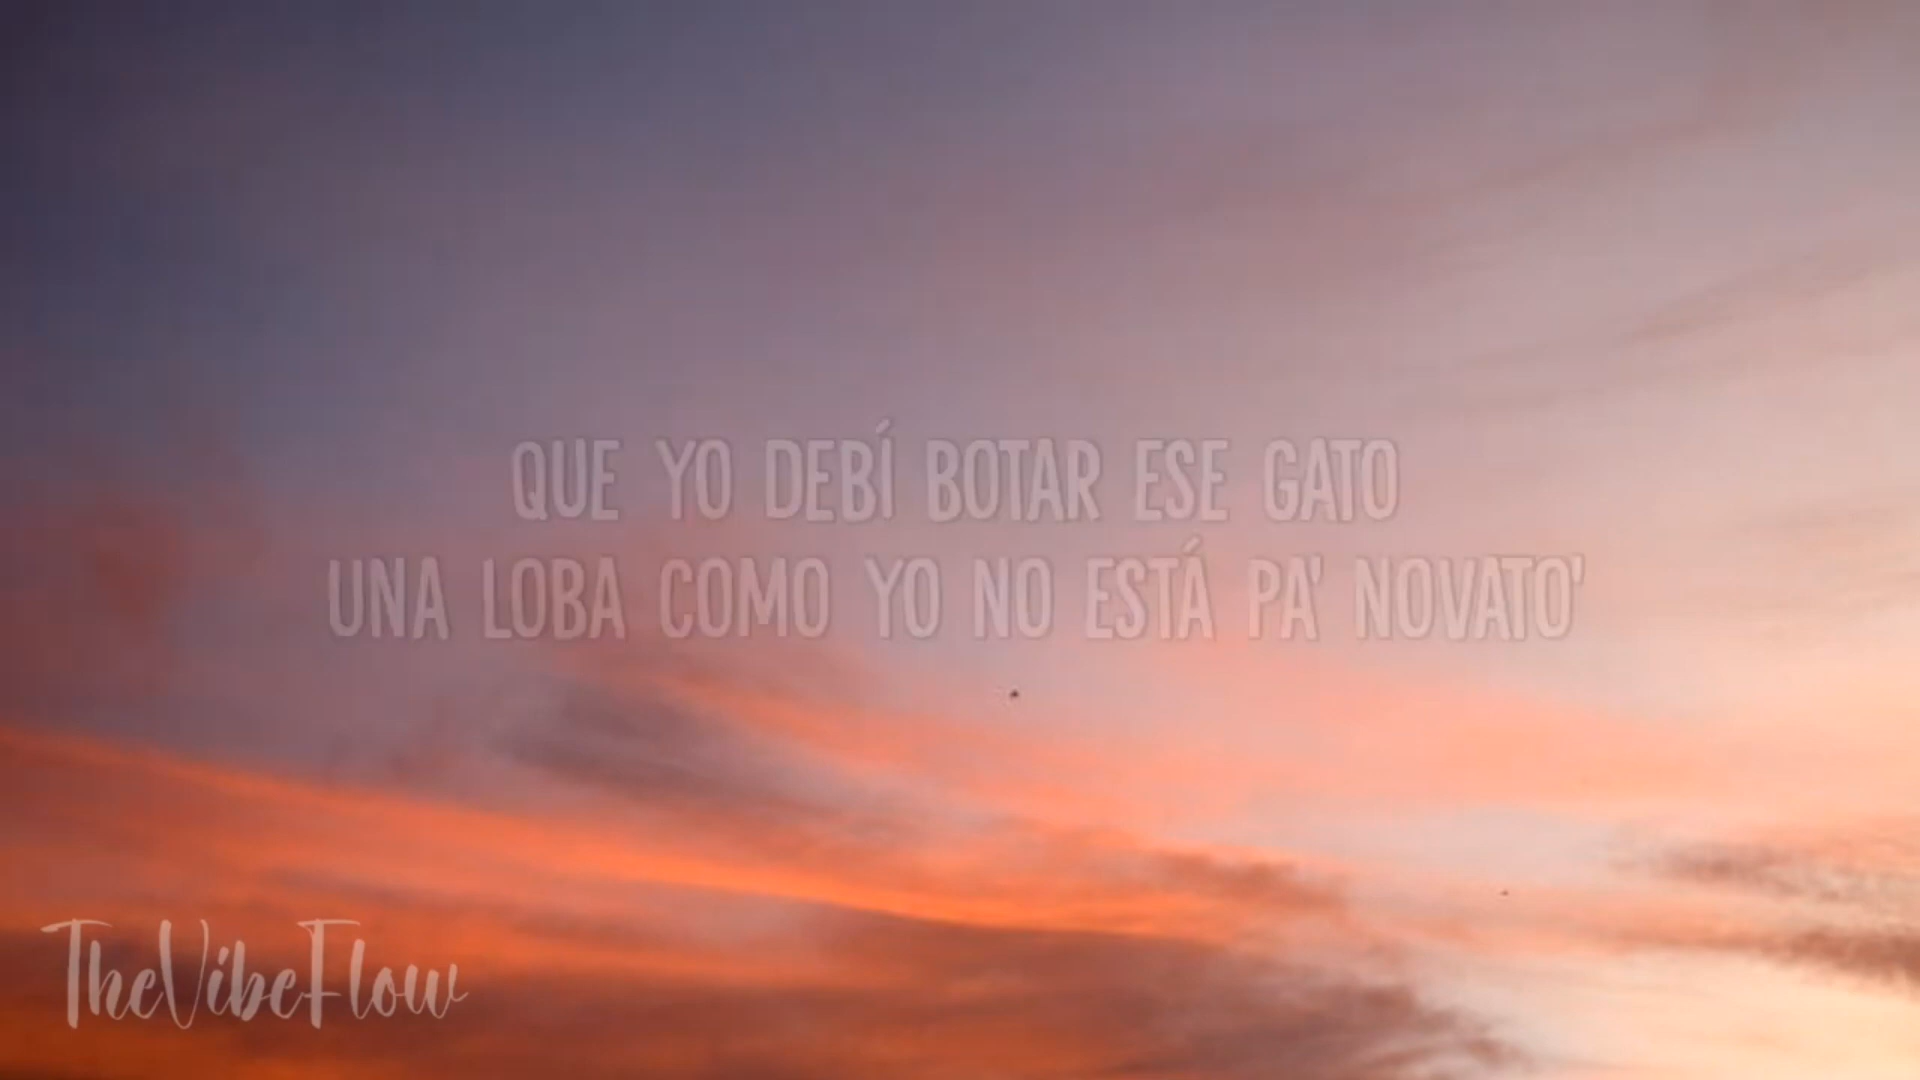 QUE YO DEBÍ BOTAR ESE GATO
UNA LOBA COMO YO NO ESTÁ PA' NOVATO'
TheVibeFlow